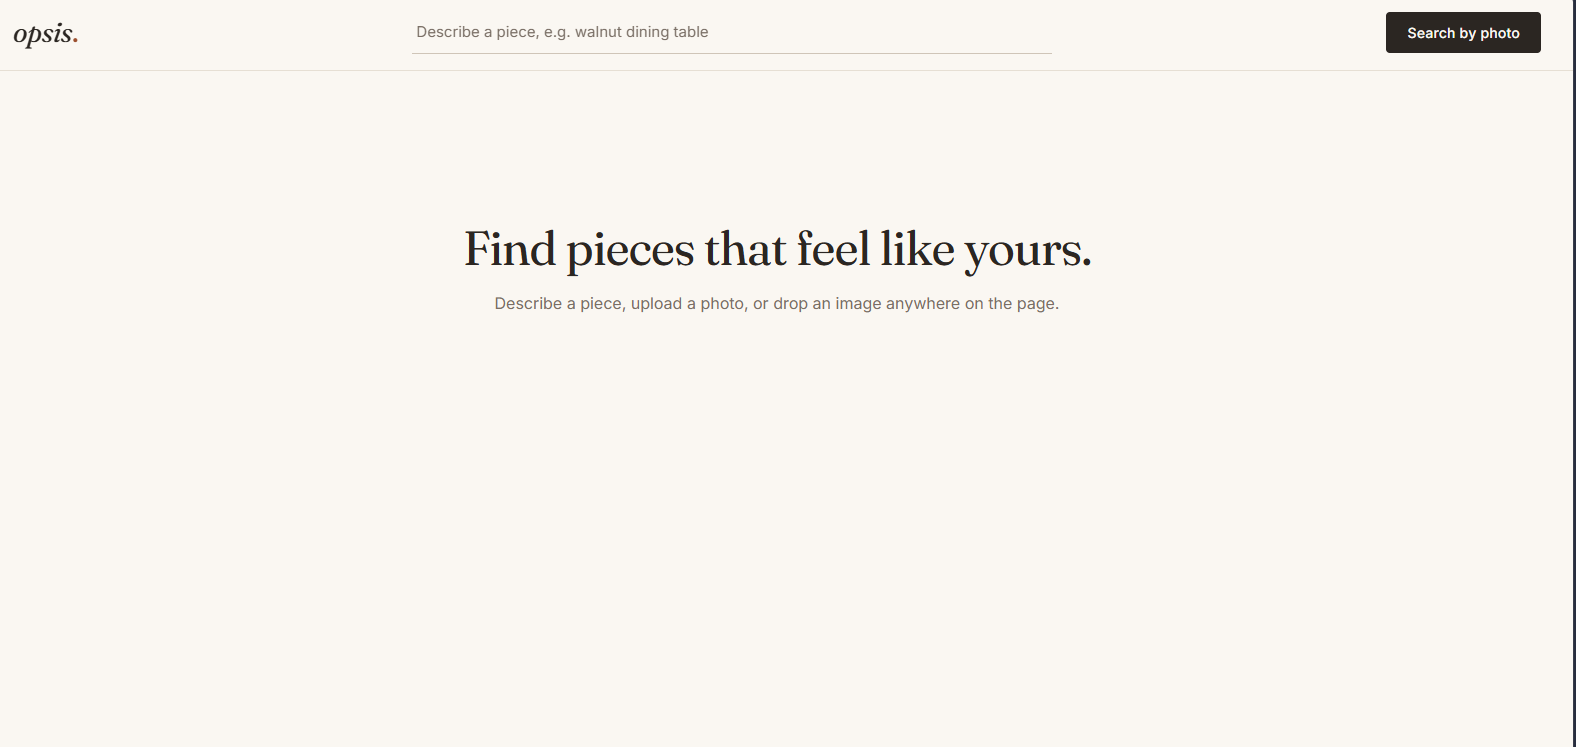 opsis.
Describe a piece, e.g. walnut dining table
Search by photo
Find pieces that feel like yours.
Describe a piece, upload a photo, or drop an image anywhere on the page.